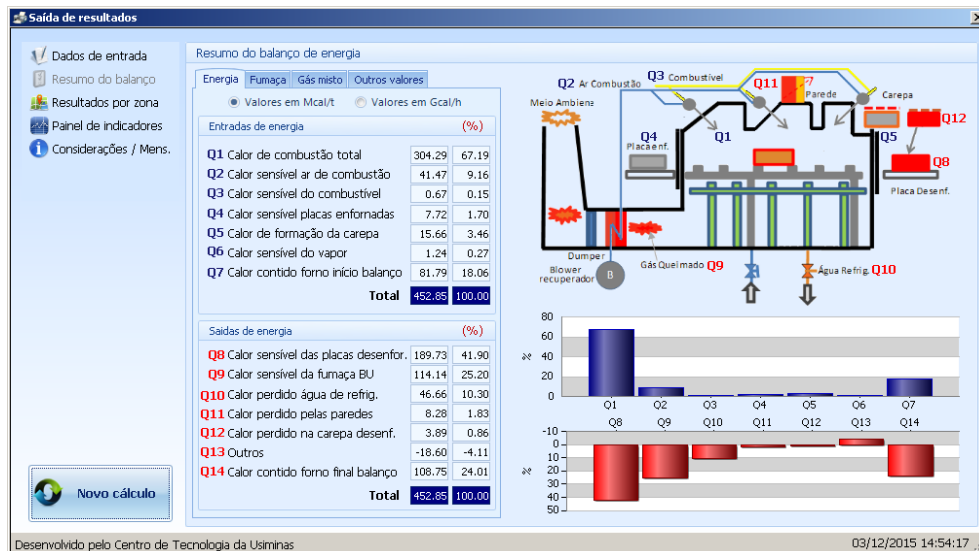 Saída de resultados
Dados de entrada
Resumo do balanço
Resultados por zona
Painel de indicadores
Considerações / Mens.
Novo cálculo
Resumo do balanço de energia
Energia Fumaça Gás misto Outros valores
Valores em Mcal/t Valores em Gcal/h
Entradas de energia (%)
Q1 Calor de combustão total 304.29 67.19
Q2 Calor sensível ar de combustão 41.47 9.16
Q3 Calor sensível do combustível 0.67 0.15
Q4 Calor sensível placas enfornadas 7.72 1.70
Q5 Calor de formação da carepa 15.66 3.46
Q6 Calor sensível do vapor 1.24 0.27
Q7 Calor contido forno início balanço 81.79 18.06
Total 452.85 100.00
Saidas de energia (%)
Q8 Calor sensível das placas desenfor. 189.73 41.90
Q9 Calor sensível da fumaça BU 114.14 25.20
Q10 Calor perdido água de refrig. 46.66 10.30
Q11 Calor perdido pelas paredes 8.28 1.83
Q12 Calor perdido na carepa desenf. 3.89 0.86
Q13 Outros -18.60 -4.11
Q14 Calor contido forno final balanço 108.75 24.01
Total 452.85 100.00
Q2 Ar Combustão Q3 Combustível Q11 Parede Carepa
Meio Ambiens
Q4 Placa enf. Q1 Q5 Q12
Q8
Placa Desenf.
Dumper
Blower recuperador B Gás Queimado Q9 Água Refrig. Q10
80
60
40
20
0
%
Q1 Q2 Q3 Q4 Q5 Q6 Q7
Q8 Q9 Q10 Q11 Q12 Q13 Q14
-10
0
10
20
30
40
50
%
Desenvolvido pelo Centro de Tecnologia da Usiminas 03/12/2015 14:54:17